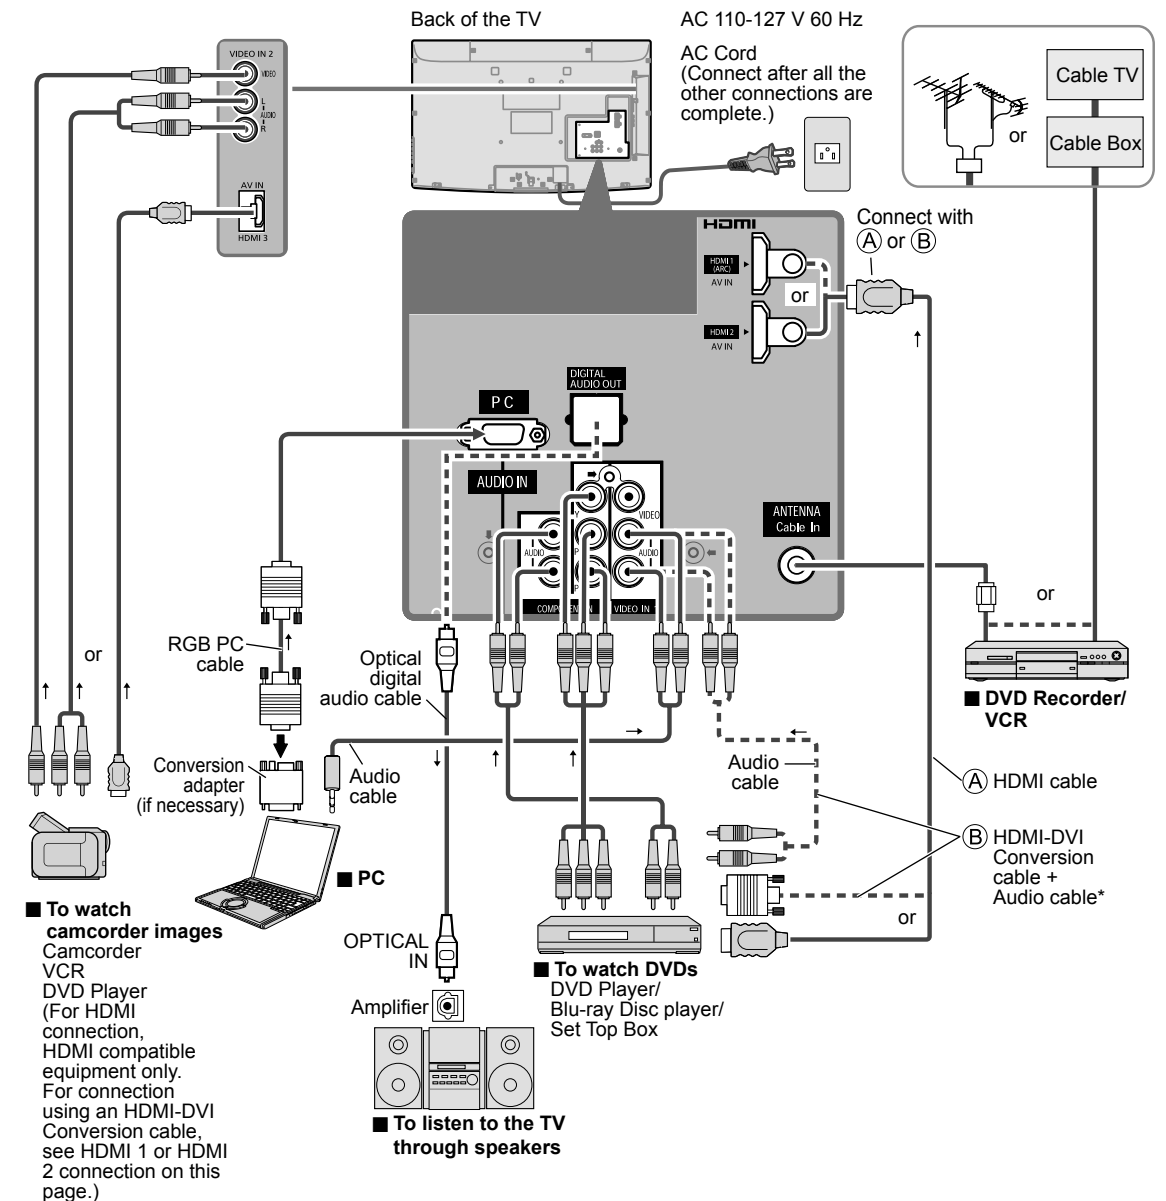 Back of the TV
AC 110-127 V 60 Hz
AC Cord
(Connect after all the
other connections are
complete.)
Cable TV
or
Cable Box
VIDEO IN 2
VIDEO
L
AUDIO
R
AV IN
HDMI 3
HDMI
HDMI 1
(ARC)
AV IN
or
HDMI 2
AV IN
Connect with
A or B
DIGITAL
AUDIO OUT
PC
AUDIO IN
Y
VIDEO
AUDIO
P
AUDIO
P
COMPONENT IN
VIDEO IN 1
ANTENNA
Cable In
or
or
RGB PC
cable
Optical
digital
audio cable
■ DVD Recorder/
VCR
Conversion
adapter
(if necessary)
Audio
cable
Audio
cable
A HDMI cable
B HDMI-DVI
Conversion
cable +
Audio cable*
or
■ PC
■ To watch
camcorder images
Camcorder
VCR
DVD Player
(For HDMI
connection,
HDMI compatible
equipment only.
For connection
using an HDMI-DVI
Conversion cable,
see HDMI 1 or HDMI
2 connection on this
page.)
OPTICAL
IN
Amplifier
■ To watch DVDs
DVD Player/
Blu-ray Disc player/
Set Top Box
■ To listen to the TV
through speakers